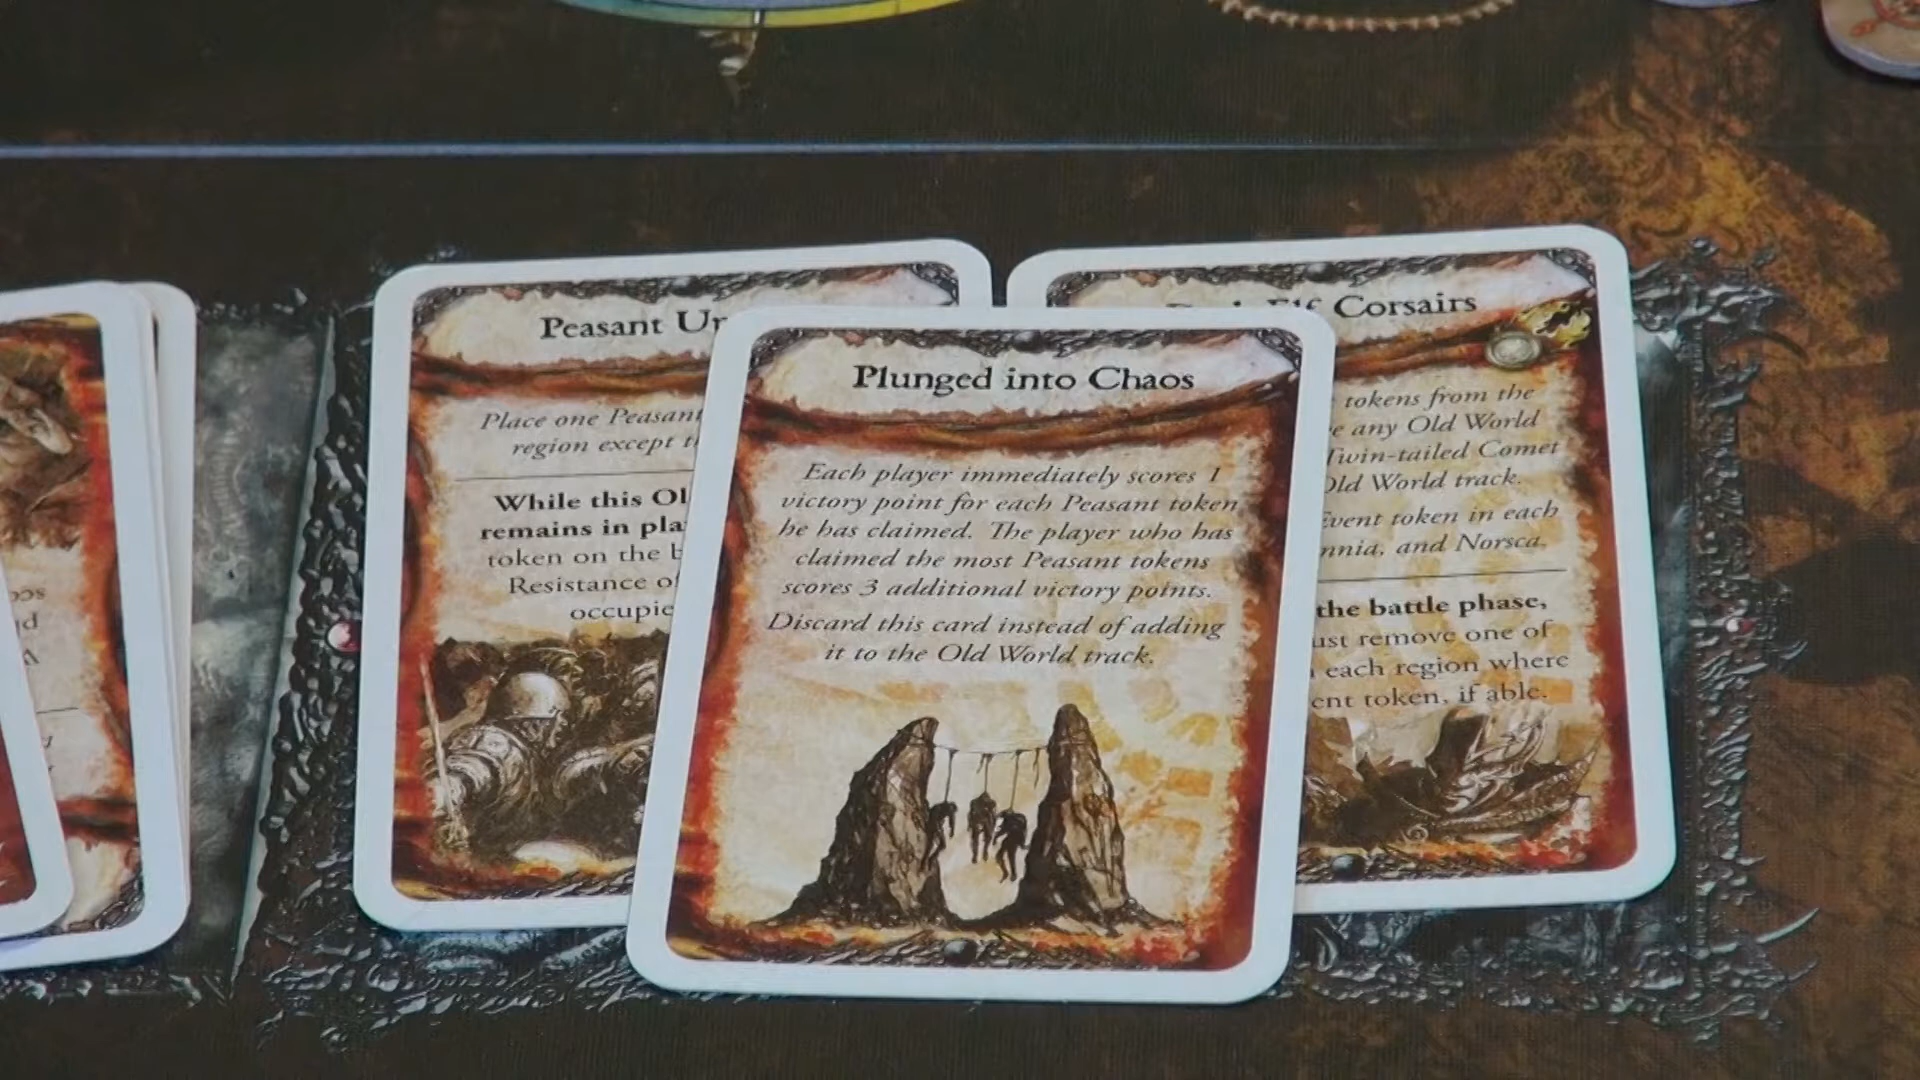 Peasant Up
Place one Peasant
region except th
While this Ol
remains in pla
token on the b
Resistance o
occupie
Plunged into Chaos
Each player immediately scores 1
victory point for each Peasant token
he has claimed. The player who has
claimed the most Peasant tokens
scores 3 additional victory points.
Discard this card instead of adding
it to the Old World track.
Elf Corsairs
tokens from the
any Old World
Twin-tailed Comet
Old World track.
Event token in each
nnia, and Norsca.
the battle phase,
ust remove one of
each region where
ent token, if able.